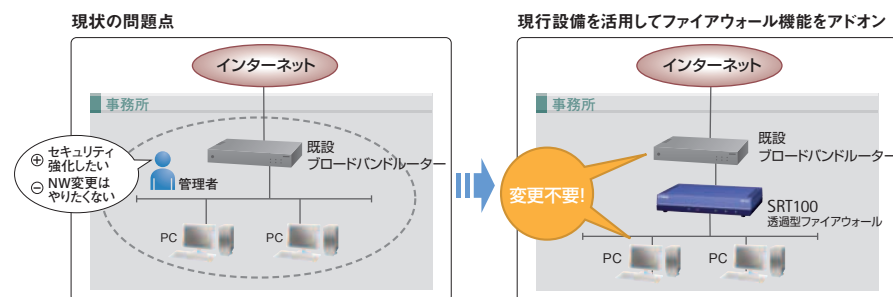 現状の問題点
インターネット
事務所
⊕ セキュリティ
強化したい
⊖ NW変更は
やりたくない
管理者
既設
ブロードバンドルーター
PC
PC
現行設備を活用してファイアウォール機能をアドオン
インターネット
事務所
既設
ブロードバンドルーター
変更不要!
SRT100
透過型ファイアウォール
PC
PC